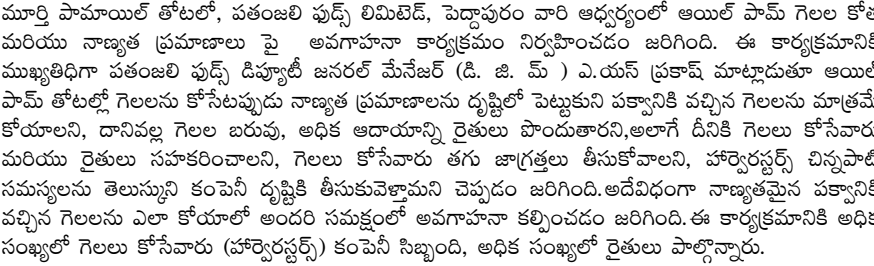 మూర్తి పామాయిల్ తోటలో, పతంజలి ఫుడ్స్ లిమిటెడ్, పెద్దాపురం వారి ఆధ్వర్యంలో ఆయిల్ పామ్ గెలల కోత
మరియు నాణ్యత ప్రమాణాలు పై అవగాహనా కార్యక్రమం నిర్వహించడం జరిగింది. ఈ కార్యక్రమానిక
ముఖ్యతిధిగా పతంజలి ఫుడ్స్ డిప్యూటీ జనరల్ మేనేజర్ (డి. జి. మ్ ) ఎ.యస్ ప్రకాష్ మాట్లాడుతూ ఆయిల్
పామ్ తోటల్లో గెలలను కోసేటప్పుడు నాణ్యత ప్రమాణాలను దృష్టిలో పెట్టుకుని పక్వానికి వచ్చిన గెలలను మాత్రమే
కోయాలని, దానివల్ల గెలల బరువు, అధిక ఆదాయాన్ని రైతులు పొందుతారని,అలాగే దీనికి గెలలు కోసేవారు
మరియు రైతులు సహకరించాలని, గెలలు కోసేవారు తగు జాగ్రత్తలు తీసుకోవాలని, హార్వెరస్టర్స్ చిన్నపాటి
సమస్యలను తెలుస్కుని కంపెనీ దృష్టికి తీసుకువెళ్తామని చెప్పడం జరిగింది.అదేవిధంగా నాణ్యతమైన పక్వానిక
వచ్చిన గెలలను ఎలా కోయాలో అందరి సమక్షంలో అవగాహనా కల్పించడం జరిగింది.ఈ కార్యక్రమానికి అధిక
సంఖ్యలో గెలలు కోసేవారు (హార్వెరస్టర్స్) కంపెనీ సిబ్బంది, అధిక సంఖ్యలో రైతులు పాల్గొన్నారు.